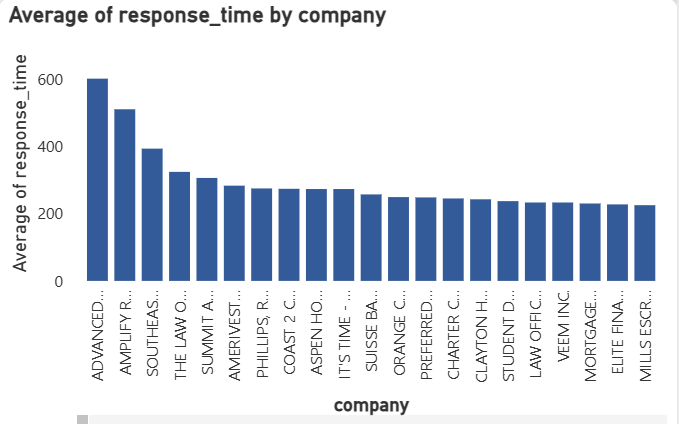 Average of response_time by company
Average of response_time
600
400
200
0
ADVANCED...
AMPLIFY R...
SOUTHEAS...
THE LAW O...
SUMMIT A...
AMERIVEST...
PHILLIPS, R...
COAST 2 C...
ASPEN HO...
IT'S TIME - ...
SUISSE BA...
ORANGE C...
PREFERRED...
CHARTER C...
CLAYTON H...
STUDENT D...
LAW OFFIC...
VEEM INC.
MORTGAGE...
ELITE FINA...
MILLS ESCR...
company